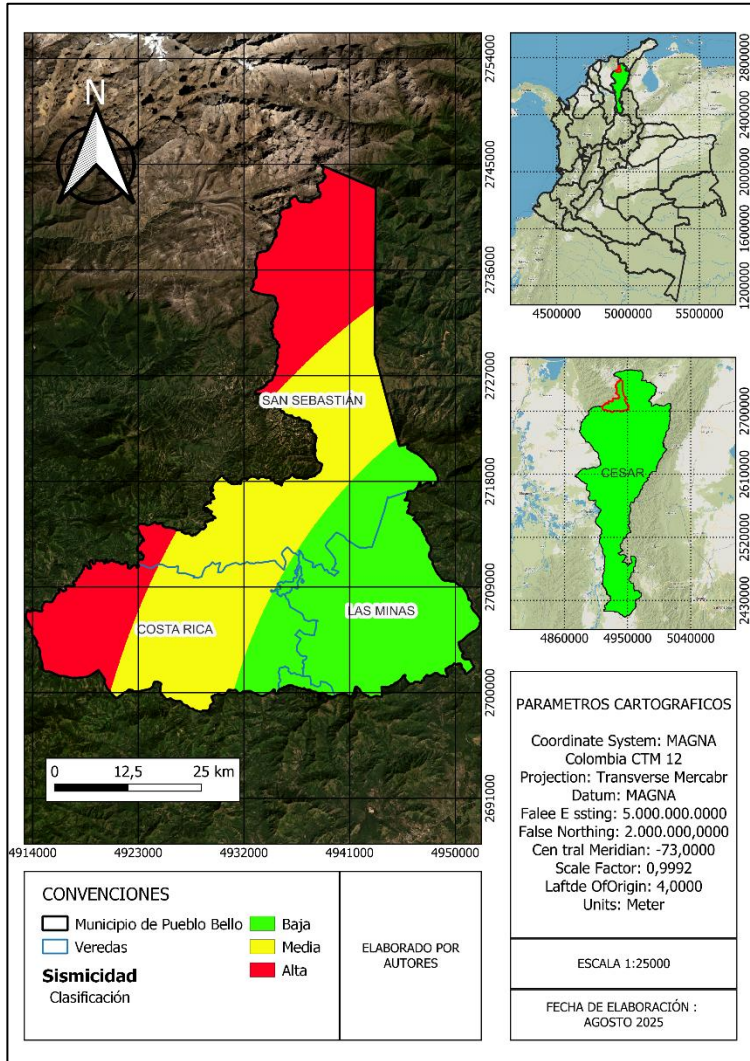 N
SAN SEBASTIÁN
COSTA RICA
LAS MINAS
0 12,5 25 km
2754000
2745000
2736000
2727000
2718000
2709000
2700000
2691000
4914000 4923000 4932000 4941000 4950000
2800000
2400000
2000000
1600000
1200000
4500000 5000000 5500000
CESAR
2700000
2610000
2520000
2430000
4860000 4950000 5040000
PARAMETROS CARTOGRAFICOS
Coordinate System: MAGNA
Colombia CTM 12
Projection: Transverse Mercabr
Datum: MAGNA
Falee E ssting: 5.000.000.0000
False Northing: 2.000.000,0000
Cen tral Meridian: -73,0000
Scale Factor: 0,9992
Laftde OfOrigin: 4,0000
Units: Meter
ESCALA 1:25000
FECHA DE ELABORACIÓN :
AGOSTO 2025
CONVENCIONES
Municipio de Pueblo Bello
Veredas
Sismicidad
Clasificación
Baja
Media
Alta
ELABORADO POR
AUTORES